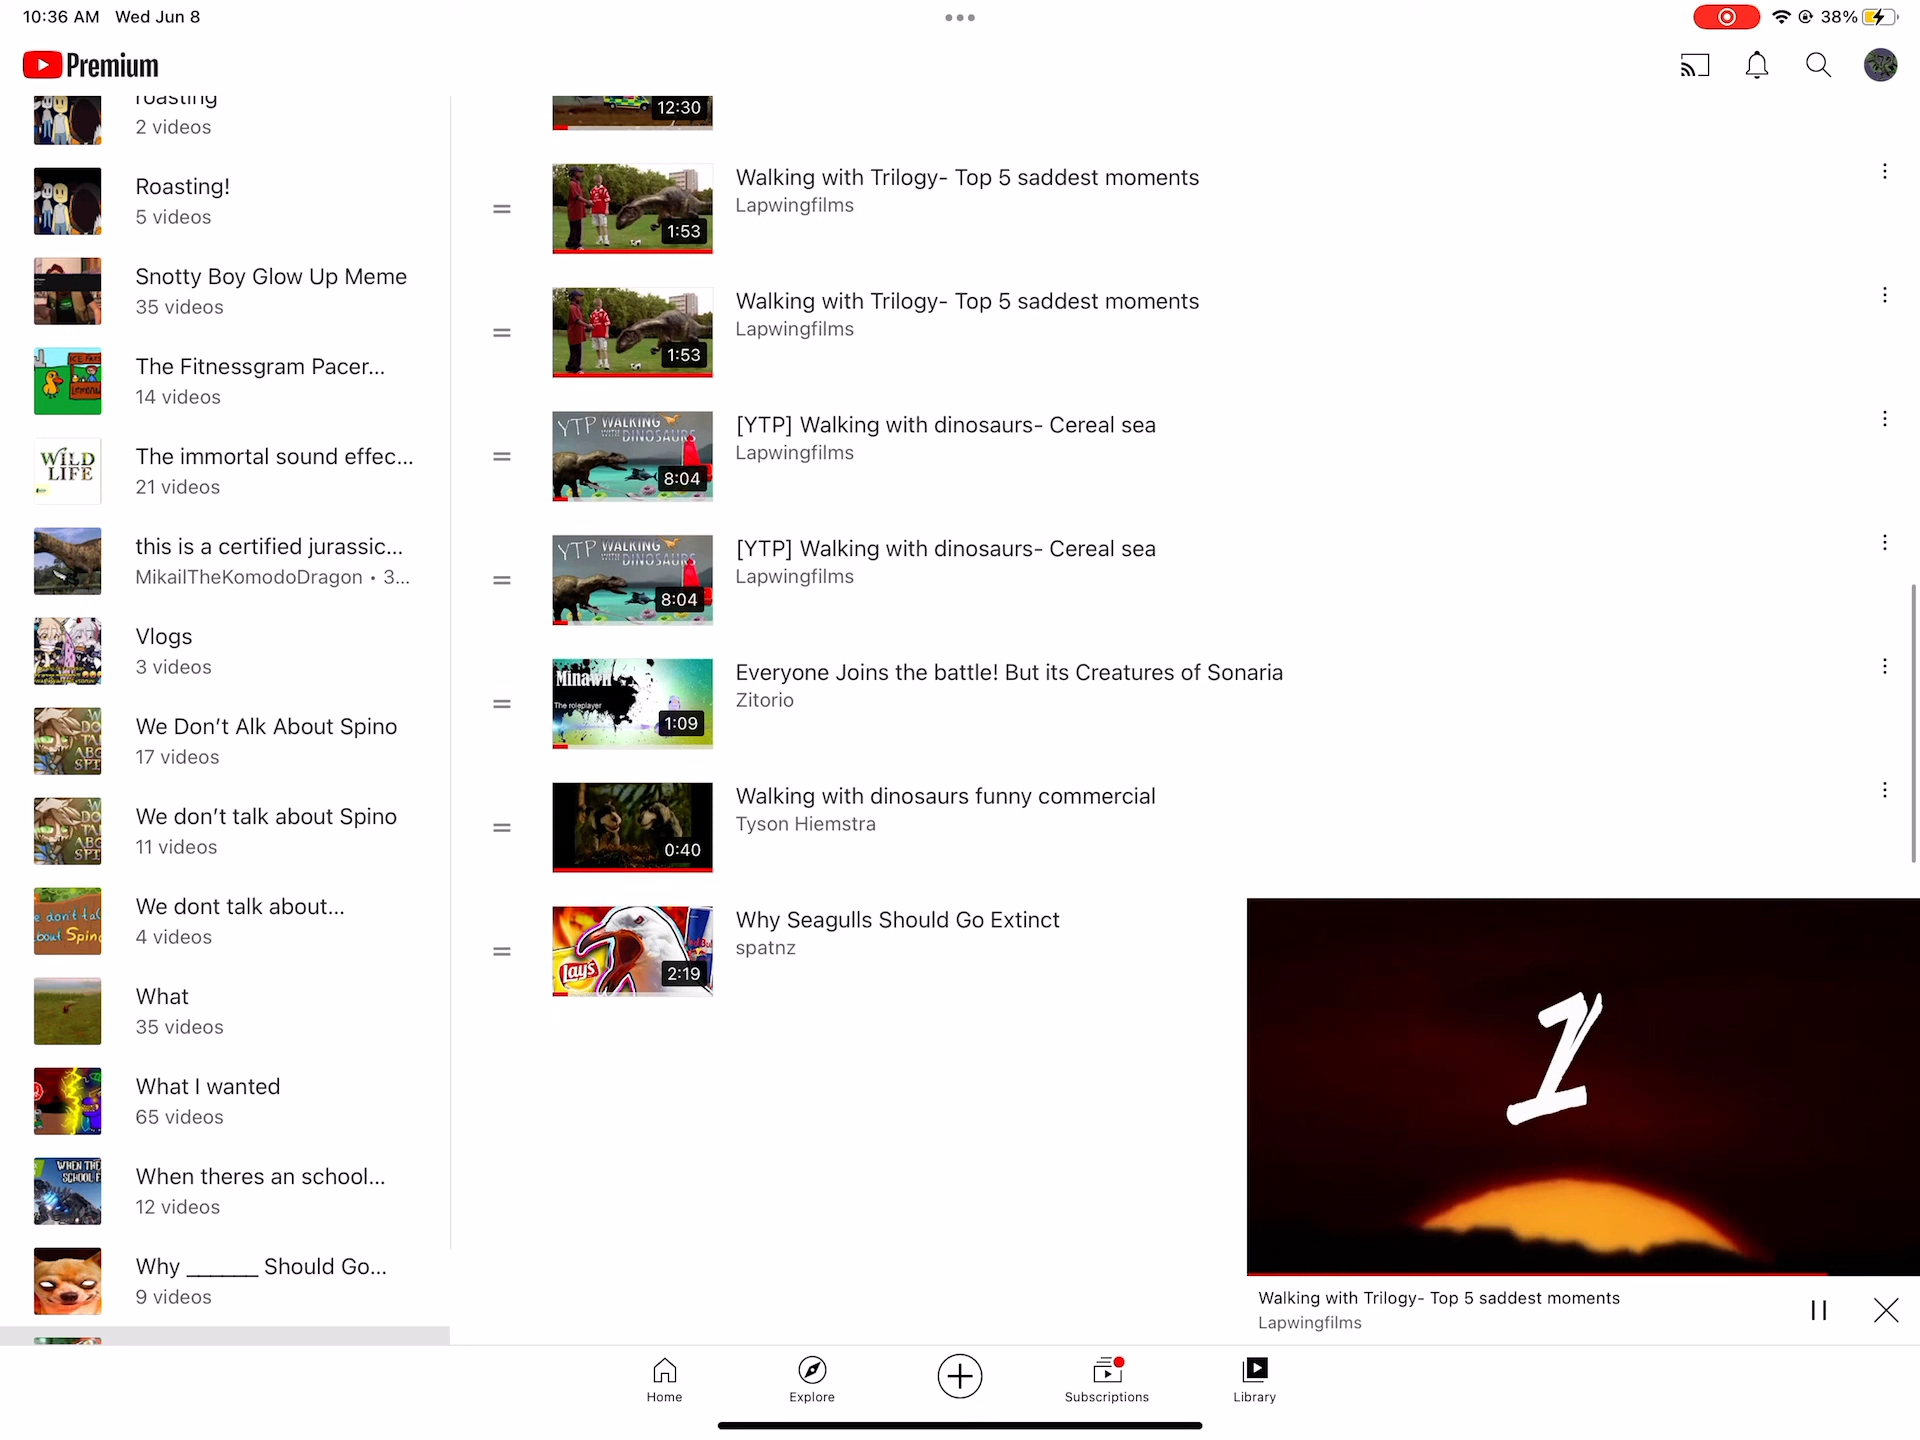 10:36 AM Wed Jun 8
38%
Premium
roasting
2 videos
Roasting!
5 videos
Snotty Boy Glow Up Meme
35 videos
The Fitnessgram Pacer...
14 videos
The immortal sound effec...
21 videos
this is a certified jurassic...
MikailTheKomodoDragon • 3...
Vlogs
3 videos
We Don’t Alk About Spino
17 videos
We don’t talk about Spino
11 videos
We dont talk about...
4 videos
What
35 videos
What I wanted
65 videos
When theres an school...
12 videos
Why ______ Should Go...
9 videos
WILD
LIFE
12:30
Walking with Trilogy- Top 5 saddest moments
Lapwingfilms
1:53
Walking with Trilogy- Top 5 saddest moments
Lapwingfilms
1:53
[YTP] Walking with dinosaurs- Cereal sea
Lapwingfilms
YTP WALKING
WITH DINOSAURS
8:04
[YTP] Walking with dinosaurs- Cereal sea
Lapwingfilms
YTP WALKING
WITH DINOSAURS
8:04
Everyone Joins the battle! But its Creatures of Sonaria
Zitorio
The roleplayer
1:09
Walking with dinosaurs funny commercial
Tyson Hiemstra
0:40
Why Seagulls Should Go Extinct
spatnz
Lay's
2:19
1
Walking with Trilogy- Top 5 saddest moments
Lapwingfilms
Home
Explore
Subscriptions
Library